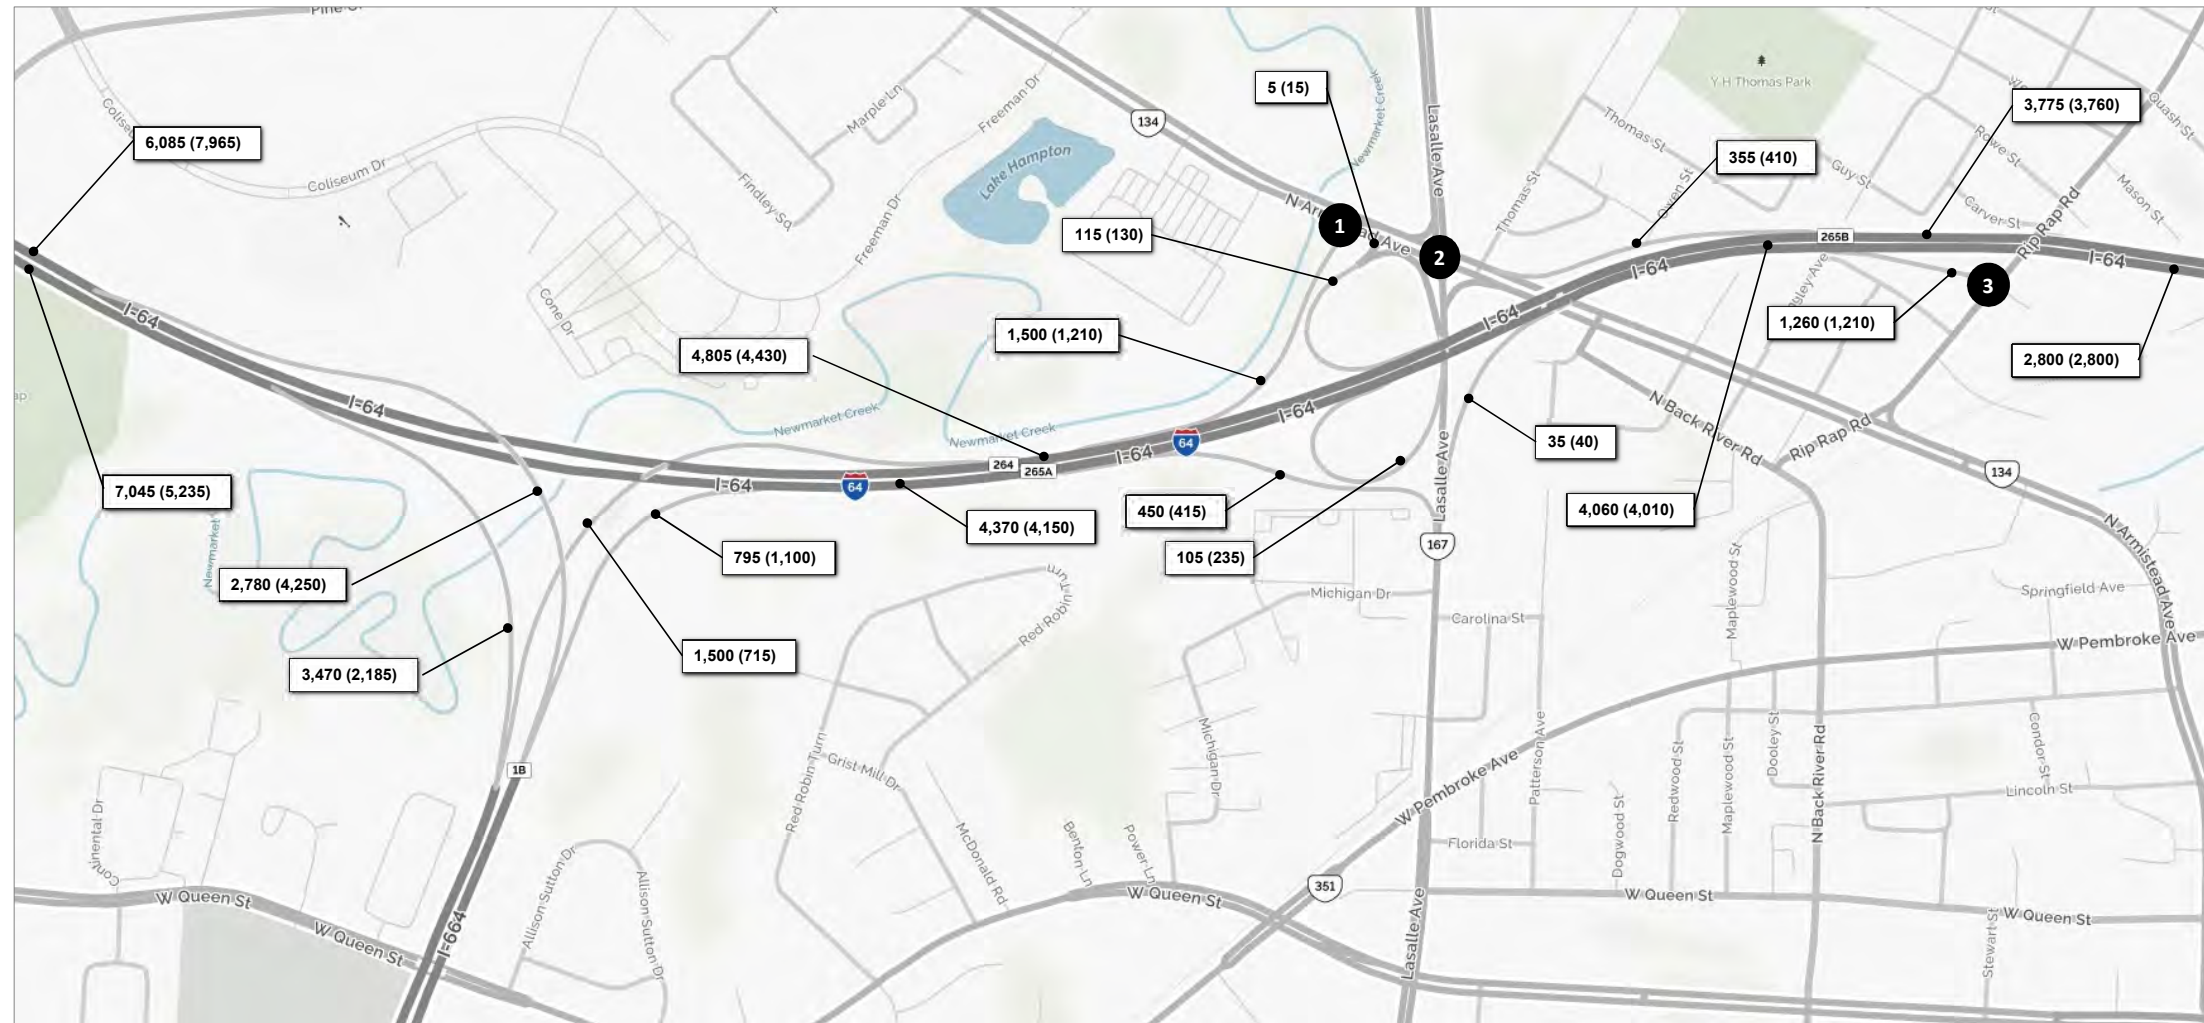 Pine
134
Y H Thomas Park
Quash St
5 (15)
3,775 (3,760)
6,085 (7,965)
Coliseum Dr
Marple Ln
Freeman Dr
Lasalle Ave
Newmarket Creek
Thomas St
Rowe St
355 (410)
Guy St
Owen St
Mason St
Lake Hampton
Findley Sq
Freeman Dr
Thomas St
Carver St
Rip Rap Rd
115 (130)
1
2
265B
I-64
I-64
3
I-64
I-64
I-64
I-64
Cone Dr
1,500 (1,210)
1,260 (1,210)
4,805 (4,430)
2,800 (2,800)
Newmarket Creek
Newmarket Creek
N Back River Rd
Rip Rap Rd
35 (40)
Lasalle Ave
264
265A
I-64
64
I-64
64
134
7,045 (5,235)
Newmarket
4,370 (4,150)
450 (415)
4,060 (4,010)
N Armistead Ave
795 (1,100)
105 (235)
167
2,780 (4,250)
Michigan Dr
Red Robin Turn
Carolina St
Maplewood St
Springfield Ave
W Pembroke Ave
1,500 (715)
3,470 (2,185)
1B
Red Robin Turn
Grist Mill Dr
Michigan Dr
Patterson Ave
W Pembroke Ave
Redwood St
Maplewood St
Dooley St
N Back River Rd
Condor St
Lincoln St
Continental Dr
McDonald Rd
Benton Ln
Power Ln
Florida St
Dogwood St
Allison Sutton Dr
Allison Sutton Dr
351
W Queen St
W Queen St
W Queen St
W Queen St
W Queen St
I-664
Lasalle Ave
Stewart St